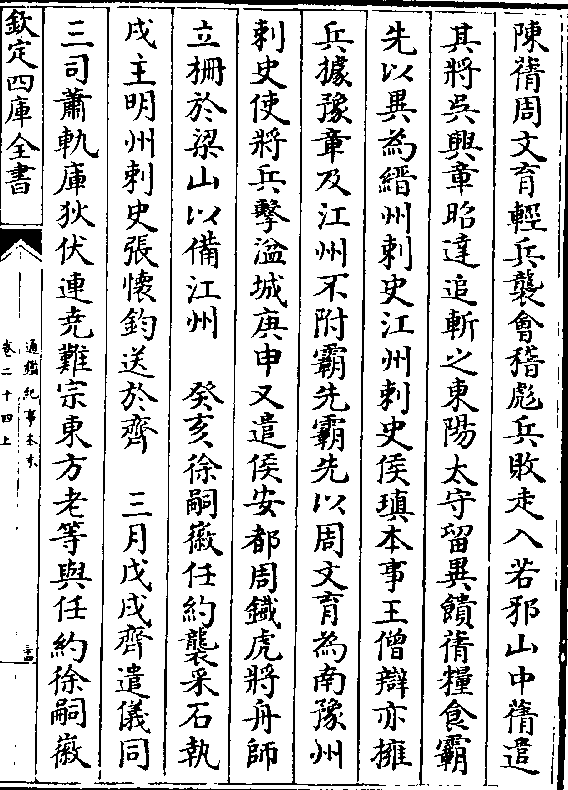 陳蒨周文育輕兵襲會稽彪兵敗走入若邪山中蒨遣
其將吳興章昭達追斬之東陽太守留異饋蒨糧食霸
先以異為縉州刺史江州刺史侯瑱本事王僧辯亦擁
兵據豫章及江州不附霸先霸先以周文育為南豫州
刺史使將兵擊湓城庚申又遣侯安都周鐵虎將舟師
立柵於梁山以備江州　癸亥徐嗣徽任約襲采石執
戍主明州刺史張懷鈞送於齊　三月戊戌齊遣儀同
三司蕭軌庫狄伏連堯難宗東方老等與任約徐嗣徽
欽定四庫全書
通鑑紀事本末
卷二十四上